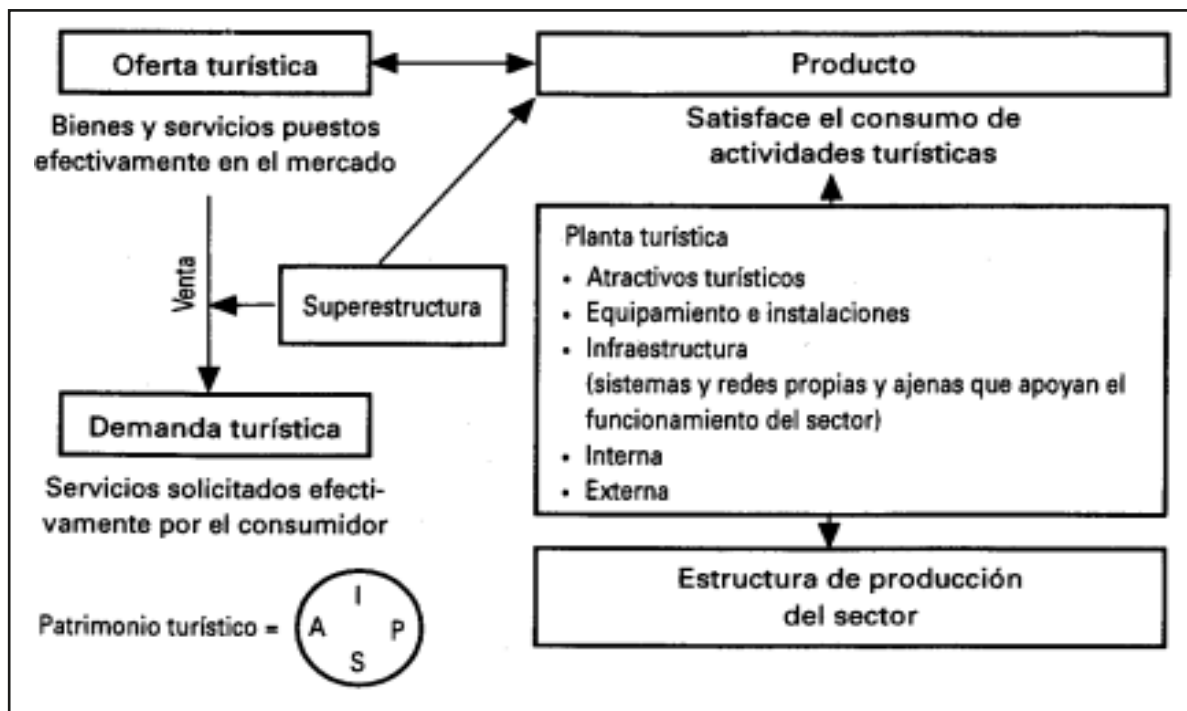 Oferta turística
Bienes y servicios puestos
efectivamente en el mercado
Venta
Superestructura
Demanda turística
Servicios solicitados efecti-
vamente por el consumidor
Patrimonio turístico =
I
A P
S
Producto
Satisface el consumo de
actividades turísticas
Planta turística
• Atractivos turísticos
• Equipamiento e instalaciones
• Infraestructura
(sistemas y redes propias y ajenas que apoyan el
funcionamiento del sector)
• Interna
• Externa
Estructura de producción
del sector